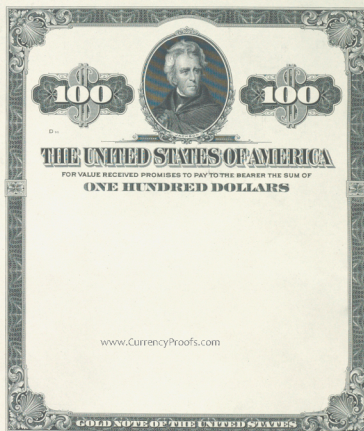 100 100
D
THE UNITED STATES OF AMERICA
FOR VALUE RECEIVED PROMISES TO PAY TO THE BEARER THE SUM OF
ONE HUNDRED DOLLARS
www.CurrencyProofs.com
GOLD NOTE OF THE UNITED STATES